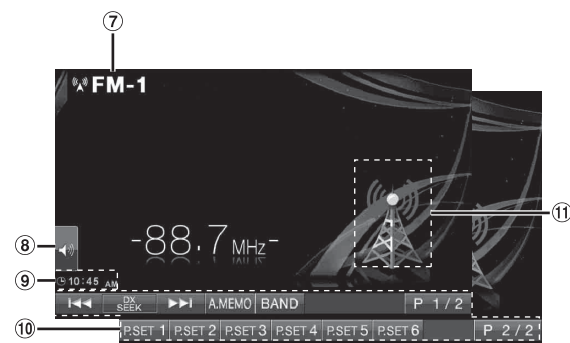 ⑦
FM-1
⑧
-88.7 MHz-
⑨ 10:45 AM
⑪
DX SEEK A.MEMO BAND P 1/2
⑩ P.SET 1 P.SET 2 P.SET 3 P.SET 4 P.SET 5 P.SET 6 P 2/2